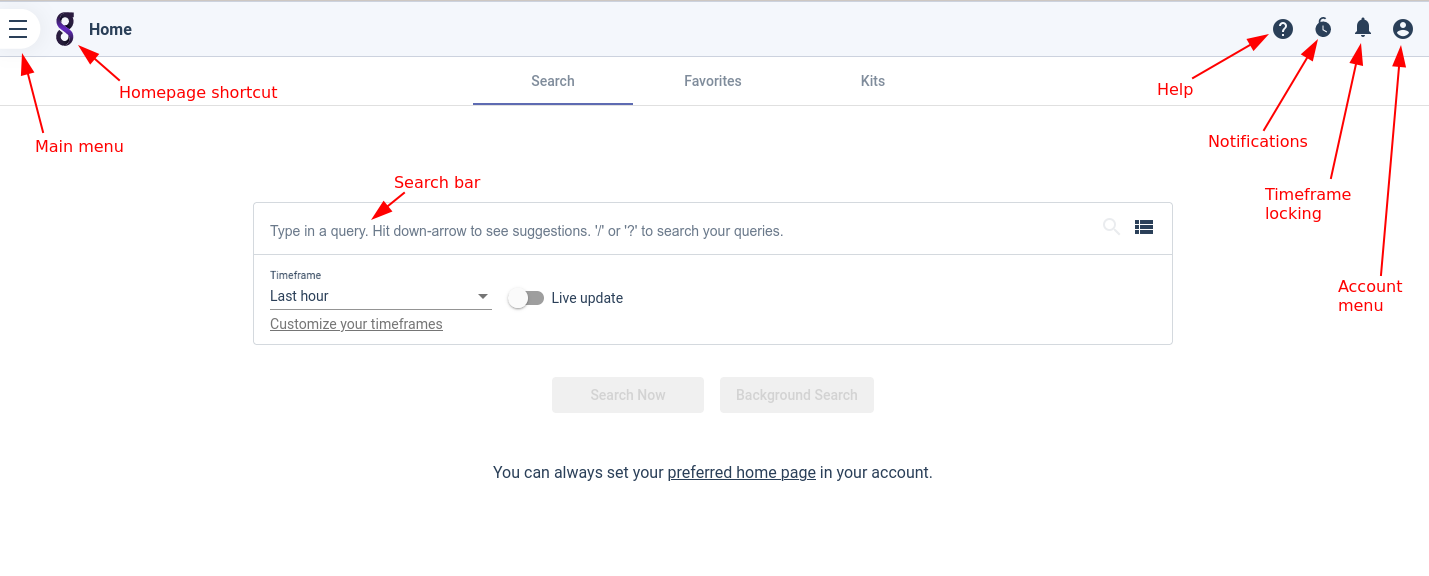 Home
Homepage shortcut
Main menu
Search
Favorites
Kits
Help
Notifications
Timeframe
locking
Account
menu
Search bar
Type in a query. Hit down-arrow to see suggestions. '/' or '?' to search your queries.
Timeframe
Last hour
Live update
Customize your timeframes
Search Now
Background Search
You can always set your preferred home page in your account.